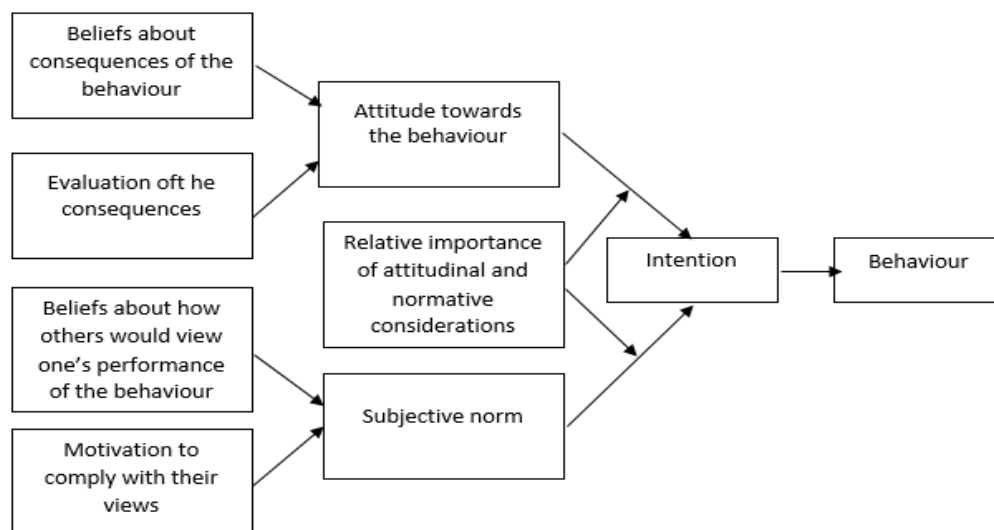 Beliefs about
consequences of the
behaviour
Evaluation oft he
consequences
Beliefs about how
others would view
one's performance
of the behaviour
Motivation to
comply with their
views
Attitude towards
the behaviour
Relative importance
of attitudinal and
normative
considerations
Subjective norm
Intention
Behaviour